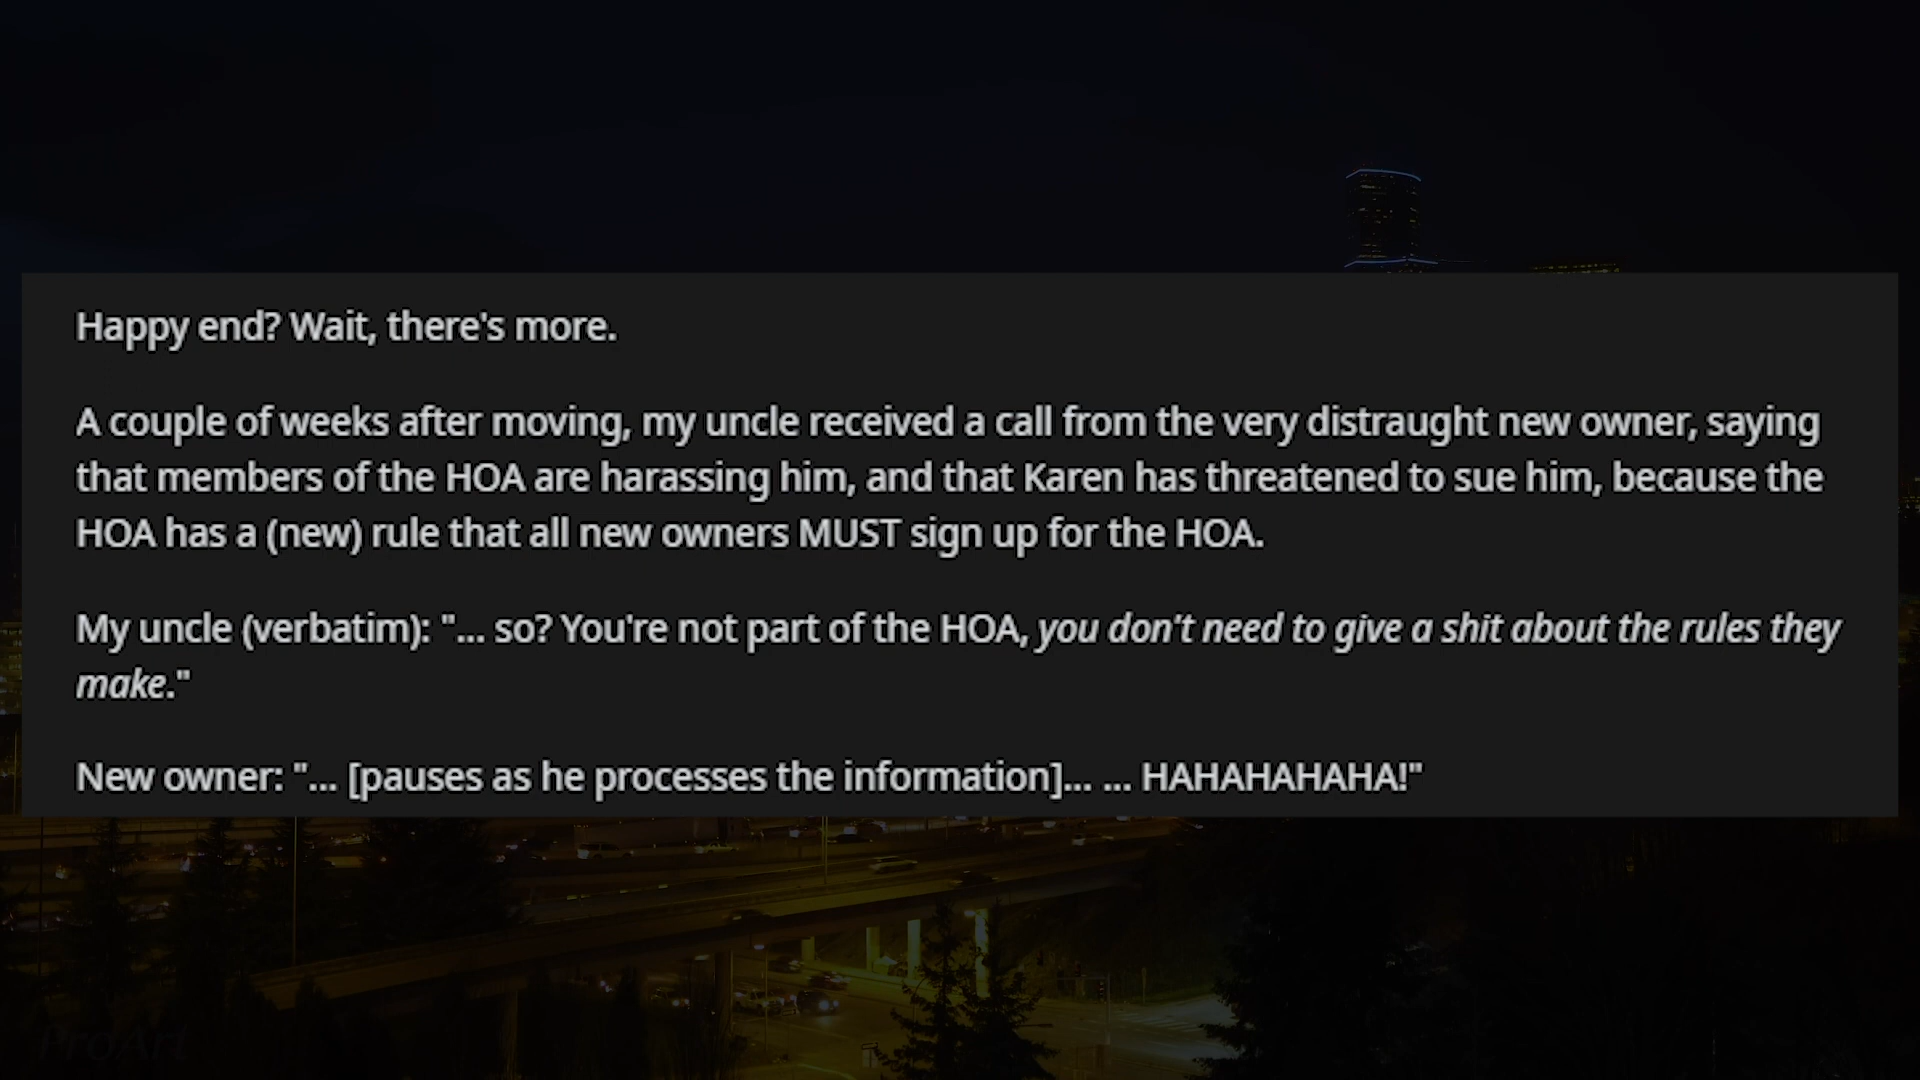 Happy end? Wait, there's more.
A couple of weeks after moving, my uncle received a call from the very distraught new owner, saying
that members of the HOA are harassing him, and that Karen has threatened to sue him, because the
HOA has a (new) rule that all new owners MUST sign up for the HOA.
My uncle (verbatim): "... so? You're not part of the HOA, you don't need to give a shit about the rules they
make."
New owner: "... [pauses as he processes the information]... ... HAHAHAHAHA!"
ProArt